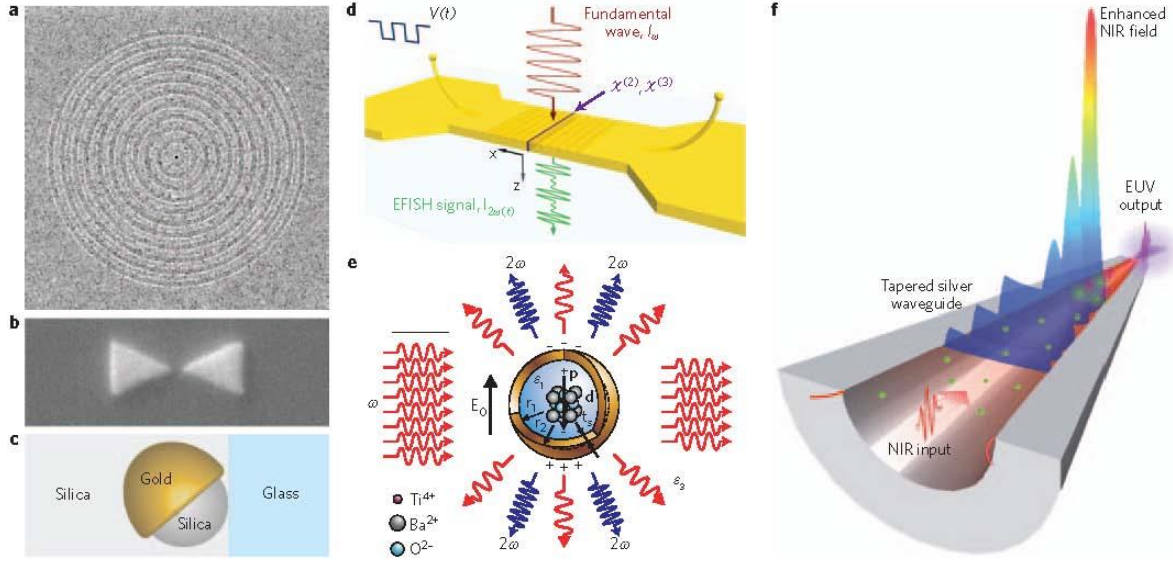 a
b
c
Silica
Gold
Silica
Glass
d
V(t)
Fundamental
wave, Iω
χ(2), χ(3)
x
z
EFISH signal, I2ω(t)
e
2ω
2ω
ω
E0
ε1
p
d
r1
r2
ts
- - - - -
+ + + + +
ε3
2ω
2ω
Ti4+
Ba2+
O2-
f
Enhanced
NIR field
EUV
output
Tapered silver
waveguide
NIR input